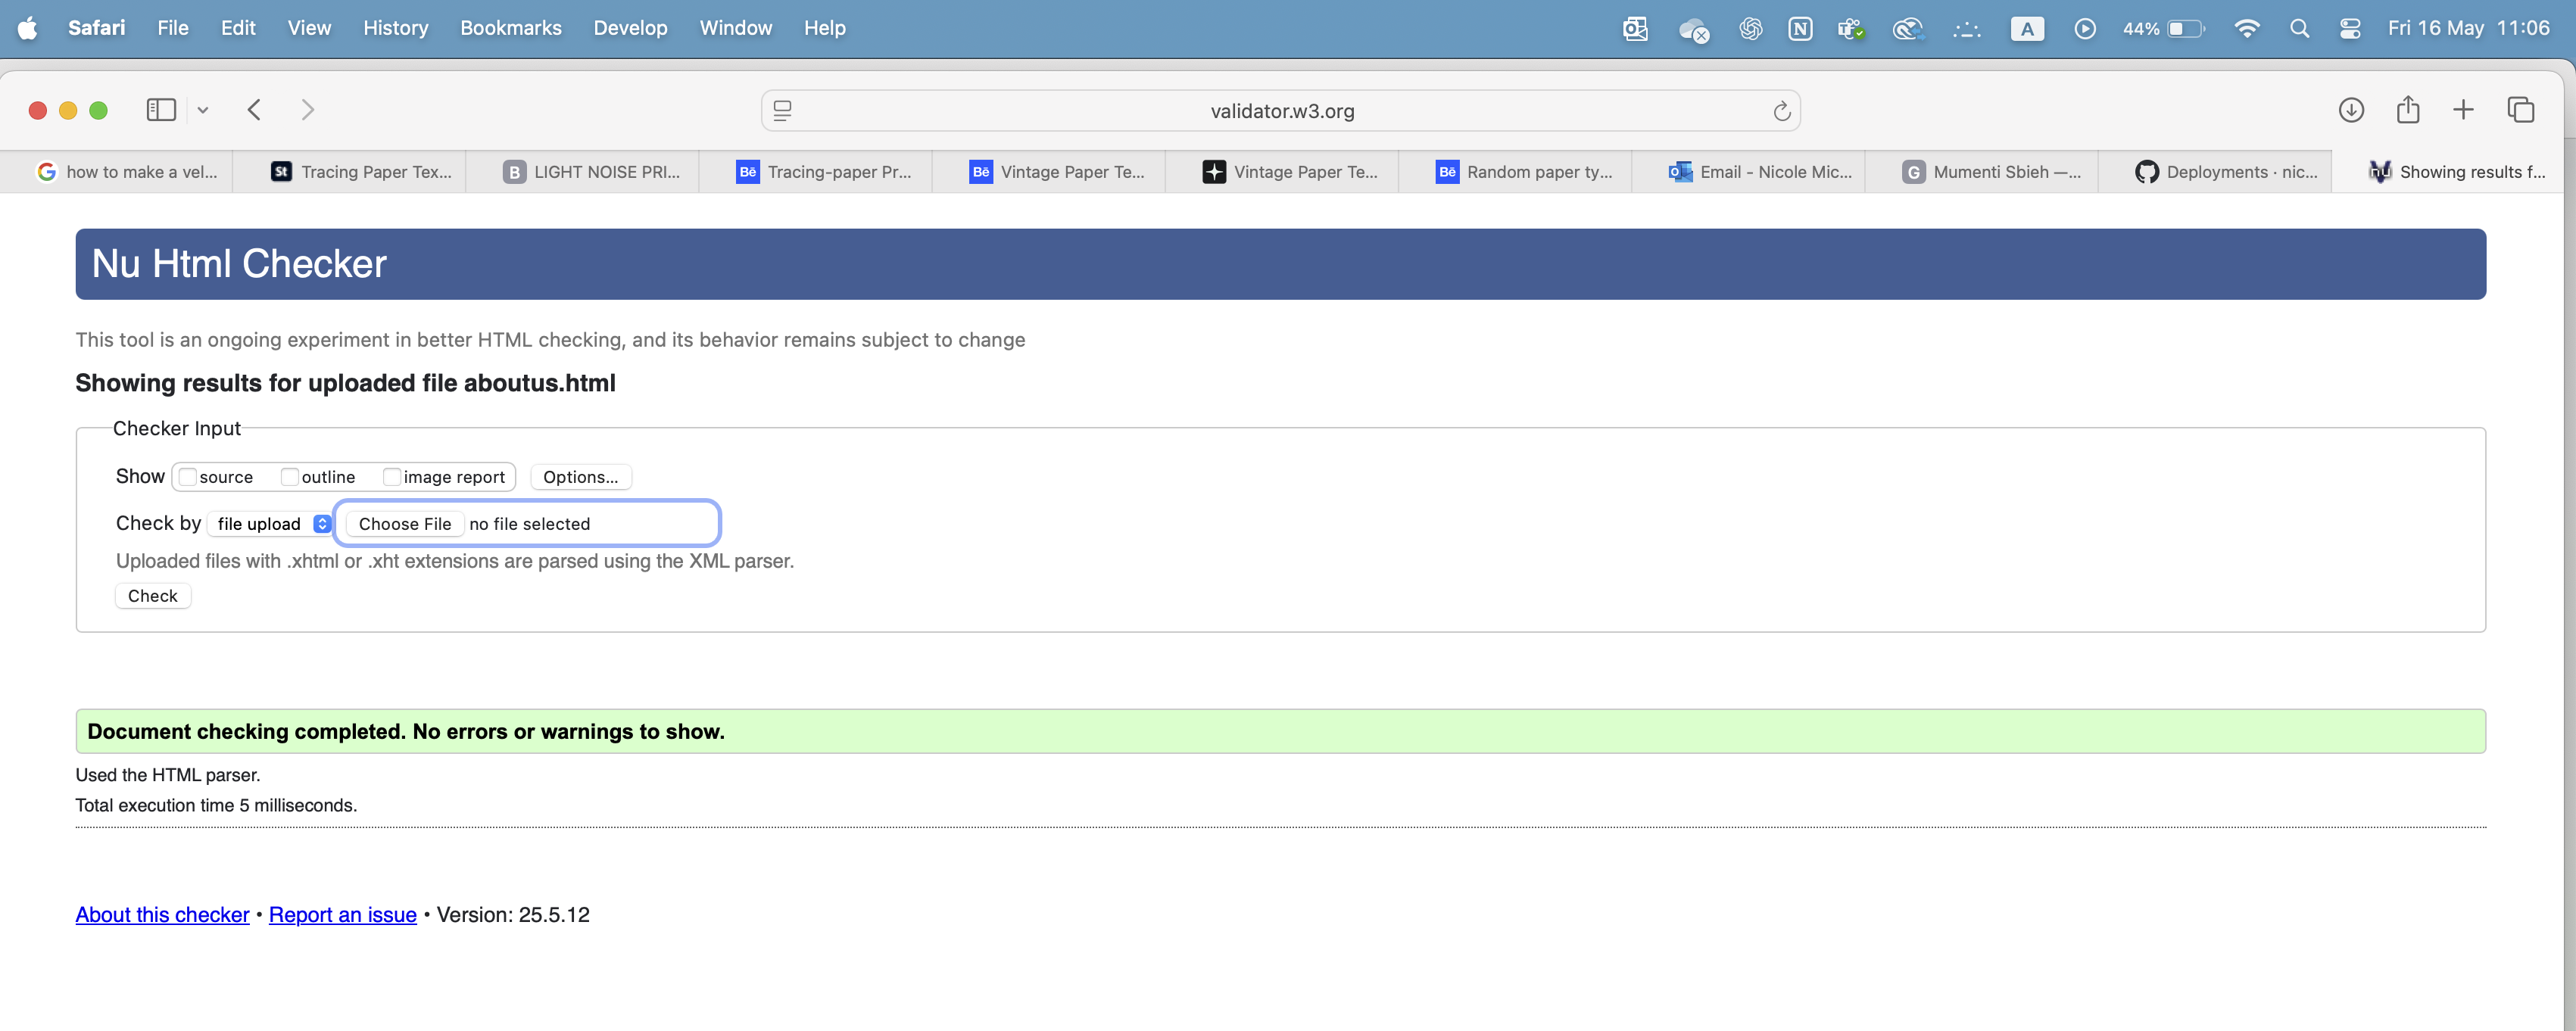 Safari File Edit View History Bookmarks Develop Window Help A 44% Fri 16 May 11:06
validator.w3.org
how to make a vel... St Tracing Paper Tex... B LIGHT NOISE PRI... Bē Tracing-paper Pr... Bē Vintage Paper Te... Vintage Paper Te... Bē Random paper ty... Email - Nicole Mic... G Mumenti Sbieh —... Deployments · nic... nu Showing results f...
Nu Html Checker
This tool is an ongoing experiment in better HTML checking, and its behavior remains subject to change
Showing results for uploaded file aboutus.html
Checker Input
Show source outline image report Options...
Check by file upload Choose File no file selected
Uploaded files with .xhtml or .xht extensions are parsed using the XML parser.
Check
Document checking completed. No errors or warnings to show.
Used the HTML parser.
Total execution time 5 milliseconds.
About this checker • Report an issue • Version: 25.5.12